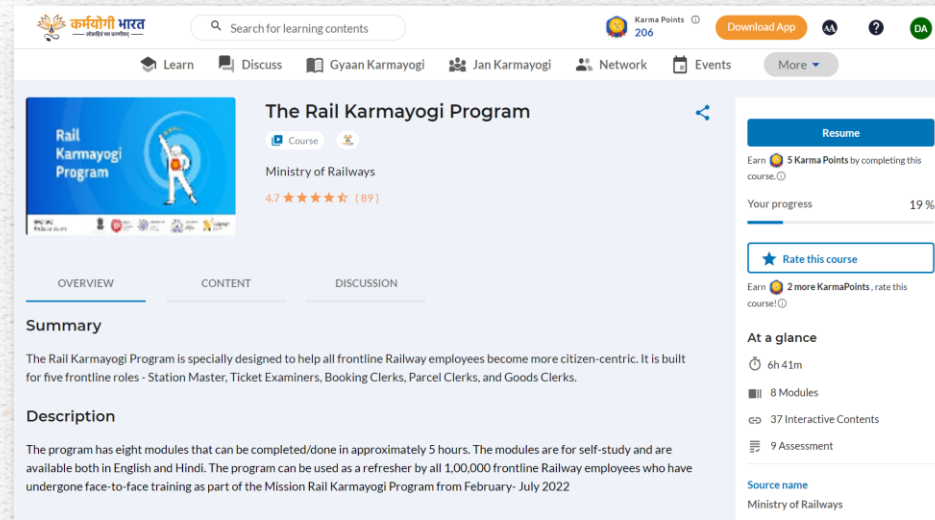 कर्मयोगी भारत
Search for learning contents
Karma Points
206
Download App
AA
?
DA
Learn
Discuss
Gyaan Karmayogi
Jan Karmayogi
Network
Events
More
Rail
Karmayogi
Program
The Rail Karmayogi Program
Course
Ministry of Railways
4.7 ★★★★★ (89)
OVERVIEW
CONTENT
DISCUSSION
Summary
The Rail Karmayogi Program is specially designed to help all frontline Railway employees become more citizen-centric. It is built
for five frontline roles - Station Master, Ticket Examiners, Booking Clerks, Parcel Clerks, and Goods Clerks.
Description
The program has eight modules that can be completed/done in approximately 5 hours. The modules are for self-study and are
available both in English and Hindi. The program can be used as a refresher by all 1,00,000 frontline Railway employees who have
undergone face-to-face training as part of the Mission Rail Karmayogi Program from February- July 2022
Resume
Earn 5 Karma Points by completing this
course.
Your progress 19 %
Rate this course
Earn 2 more KarmaPoints, rate this
course!
At a glance
6h 41m
8 Modules
37 Interactive Contents
9 Assessment
Source name
Ministry of Railways